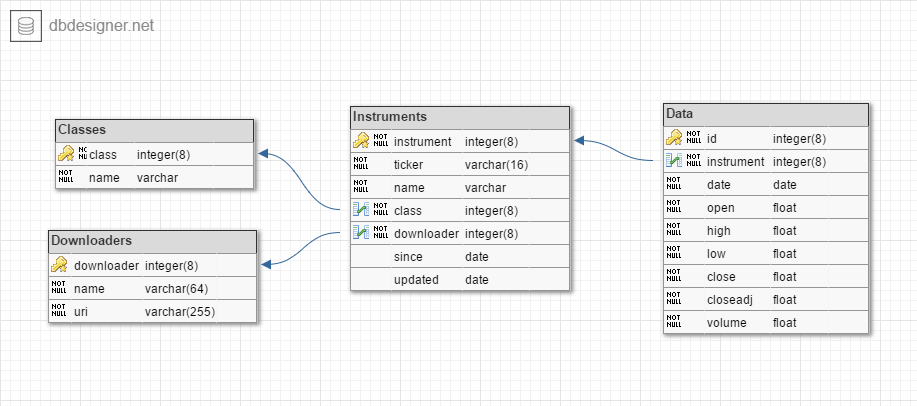 dbdesigner.net
Classes
NC NU class integer(8)
NOT NULL name varchar
Downloaders
downloader integer(8)
NOT NULL name varchar(64)
NOT NULL uri varchar(255)
Instruments
NOT NULL instrument integer(8)
NOT NULL ticker varchar(16)
NOT NULL name varchar
NOT NULL class integer(8)
NOT NULL downloader integer(8)
since date
updated date
Data
NOT NULL id integer(8)
NOT NULL instrument integer(8)
NOT NULL date date
NOT NULL open float
NOT NULL high float
NOT NULL low float
NOT NULL close float
NOT NULL closeadj float
NOT NULL volume float